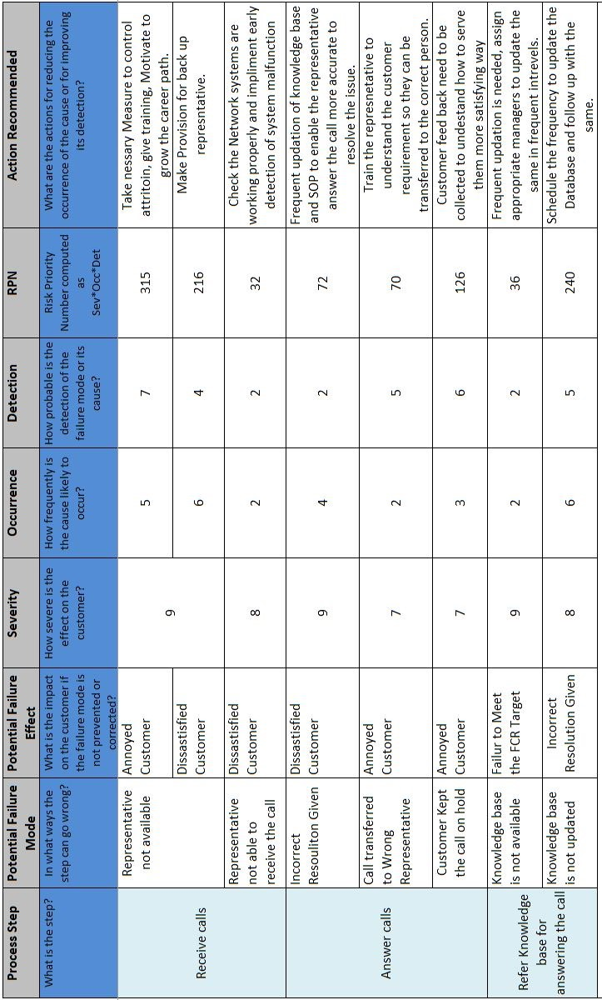 Process Step
Potential Failure
Mode
Potential Failure
Effect
Severity
Occurrence
Detection
RPN
Action Recommended
What is the step?
In what ways the
step can go wrong?
What is the impact
on the customer if
the failure mode is
not prevented or
corrected?
How severe is the
effect on the
customer?
How frequently is
the cause likely to
occur?
How probable is the
detection of the
failure mode or its
cause?
Risk Priority
Number computed
as
Sev*Occ*Det
What are the actions for reducing the
occurrence of the cause or for improving
its detection?
Receive calls
Representative
not available
Annoyed
Customer
9
5
7
315
Take nessary Measure to control
attritoin, give training, Motivate to
grow the career path.
Dissastisfied
Customer
6
4
216
Make Provision for back up
represntative.
Representative
not able to
receive the call
Dissastisfied
Customer
8
2
2
32
Check the Network systems are
working properly and impliment early
detection of system malfunction
Answer calls
Incorrect
Resouliton Given
Dissastisfied
Customer
9
4
2
72
Frequent updation of knowledge base
and SOP to enable the representative
answer the call more accurate to
resolve the issue.
Call transferred
to Wrong
Representative
Annoyed
Customer
7
2
5
70
Train the represnetative to
understand the customer
requirement so they can be
transferred to the correct person.
Customer Kept
the call on hold
Annoyed
Customer
7
3
6
126
Customer feed back need to be
collected to undestand how to serve
them more satisfying way
Refer Knowledge
base for
answering the call
Knowledge base
is not available
Failur to Meet
the FCR Target
9
2
2
36
Frequent updation is needed, assign
appropriate managers to update the
same in frequent intrevels.
Knowledge base
is not updated
Incorrect
Resolution Given
8
6
5
240
Schedule the frequency to update the
Database and follow up with the
same.